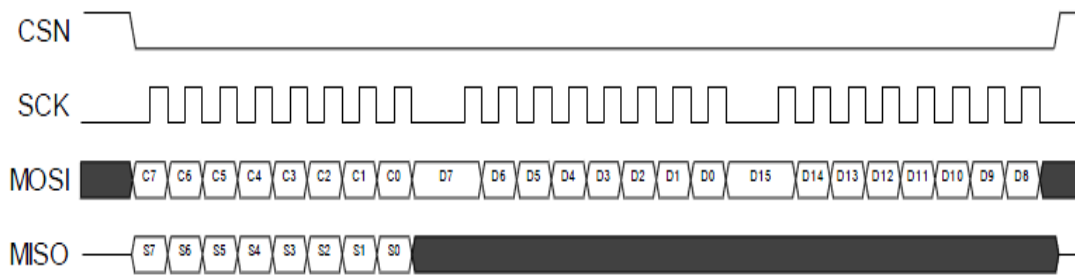 CSN
SCK
MOSI C7 C6 C5 C4 C3 C2 C1 C0 D7 D6 D5 D4 D3 D2 D1 D0 D15 D14 D13 D12 D11 D10 D9 D8
MISO S7 S6 S5 S4 S3 S2 S1 S0